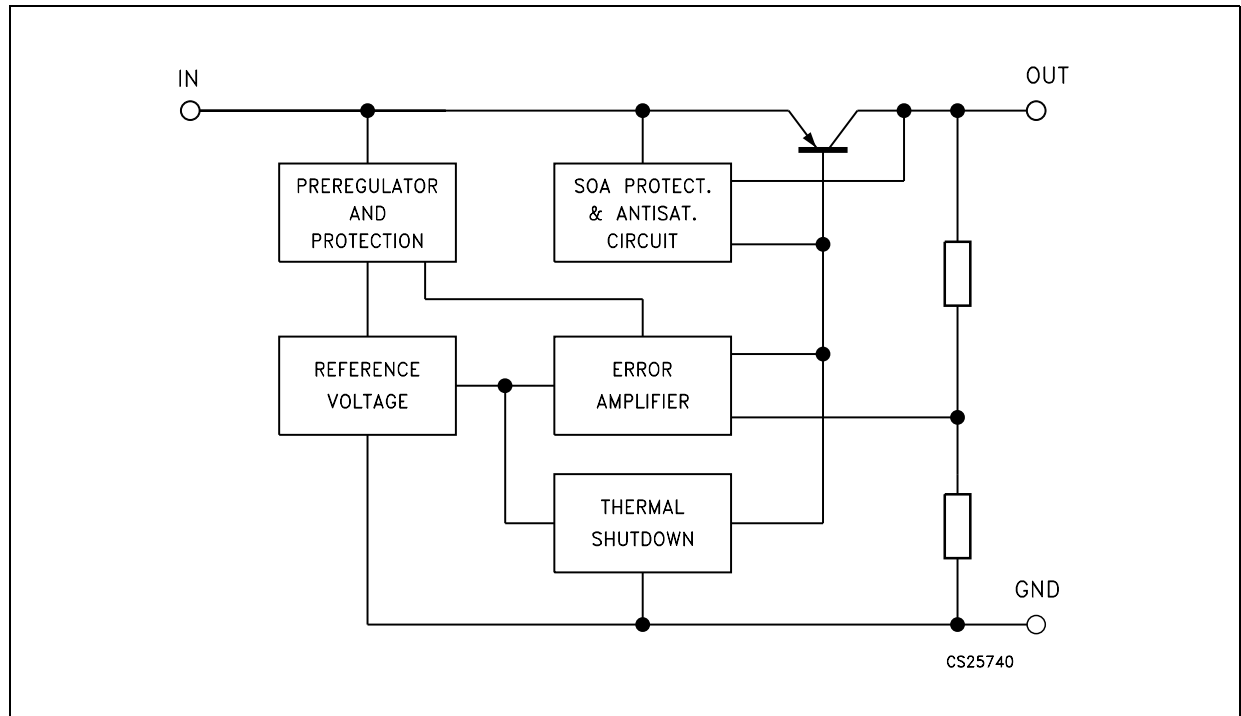 IN
OUT
PREREGULATOR
AND
PROTECTION
SOA PROTECT.
& ANTISAT.
CIRCUIT
REFERENCE
VOLTAGE
ERROR
AMPLIFIER
THERMAL
SHUTDOWN
GND
CS25740